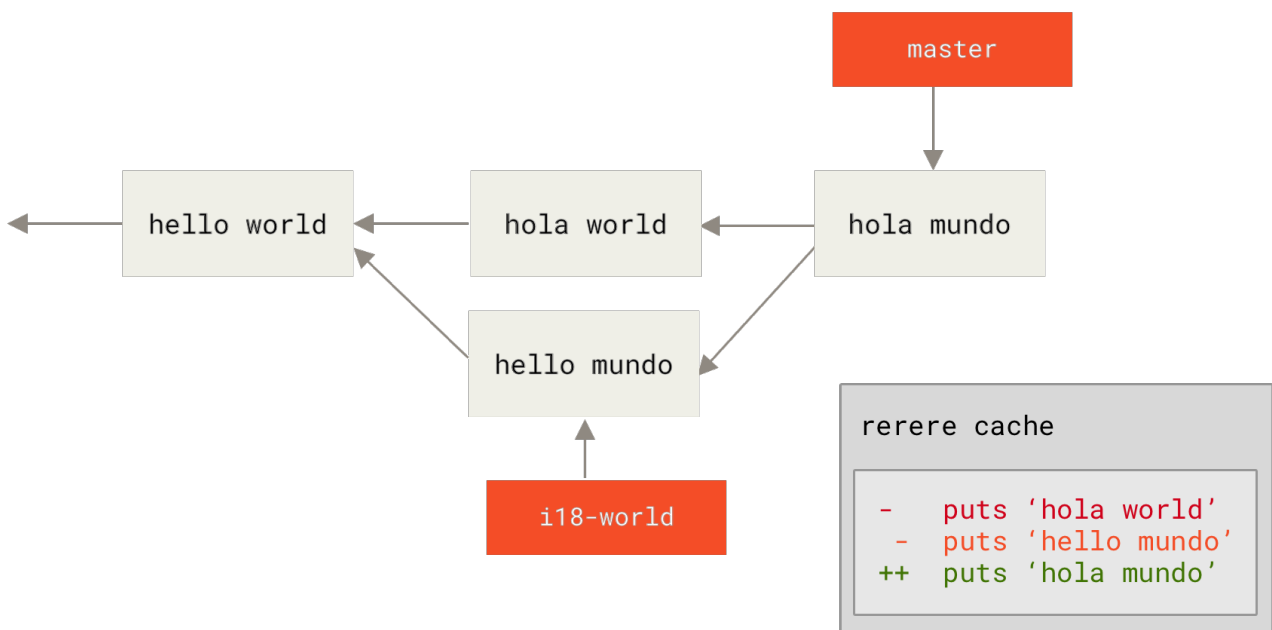 master
hello world
hola world
hola mundo
hello mundo
i18-world
rerere cache
-   puts ‘hola world’
 -  puts ‘hello mundo’
++  puts ‘hola mundo’